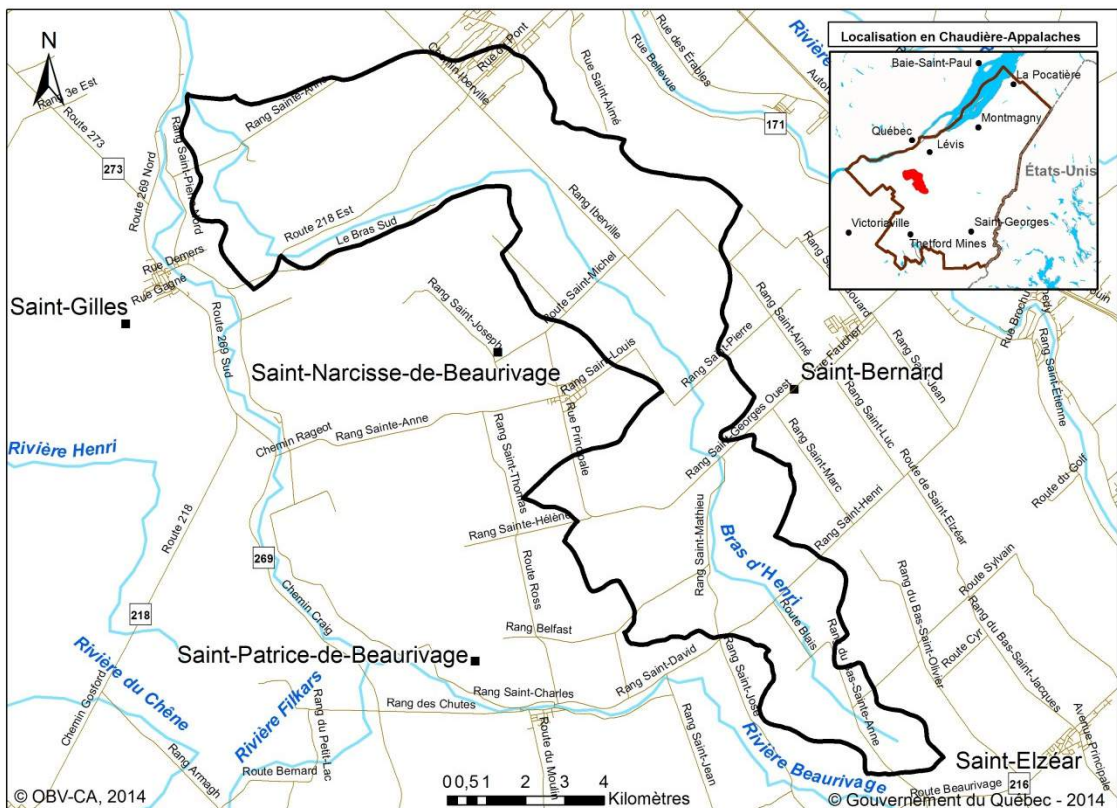 N
Localisation en Chaudière-Appalaches
Baie-Saint-Paul
La Pocatière
Montmagny
Québec
Lévis
États-Unis
Victoriaville
Saint-Georges
Thetford Mines
Rang 3e Est
Route 273
273
Route 269 Nord
Rang Sainte-Anne
Chemin Iberville
Rue du Pont
Rue Saint-Aimé
Rue Bellevue
Rue des Érables
Rivière
171
Route 218 Est
Le Bras Sud
Rang Iberville
Rue Demers
Rue Gagné
Saint-Gilles
Route 269 Sud
Route Saint-Michel
Rang Saint-Joseph
Saint-Narcisse-de-Beaurivage
Rang Saint-Louis
Rang Saint-Pierre
Rang Saint-Aimé
Saint-Bernard
Rang Saint-Jean
Rang Saint-Étienne
Chemin Rageot
Rang Sainte-Anne
Rue Principale
Rang Saint-Georges Ouest
Rang Saint-Luc
Rang Saint-Marc
Route du Golf
Rivière Henri
Rang Saint-Thomas
Rang Sainte-Hélène
Rang Saint-Mathieu
Rang Saint-Henri
Route de Saint-Elzéar
Route 218
269
Bras d'Henri
Route Sylvain
218
Chemin Craig
Route Ross
Rang Belfast
Route Blais
Rang du Bas-Saint-Olivier
Route Cyr
Rang du Bas-Saint-Jacques
Saint-Patrice-de-Beaurivage
Rang Saint-David
Rang du Bas-Sainte-Anne
Rivière du Chêne
Chemin Gosford
Rivière Filkars
Rang du Petit-Lac
Rang Saint-Charles
Rang des Chutes
Rivière Beaurivage
Saint-Elzéar
Avenue Principale
Rang Armagh
Route Bernard
Route du Moulin
Rang Saint-Jean
Route Beaurivage
216
0 0,5 1 2 3 4
Kilomètres
© OBV-CA, 2014
© Gouvernement du Québec - 2014